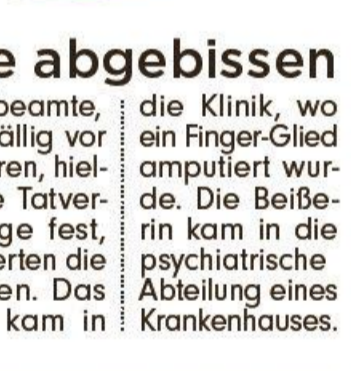 e abgebissen
beamte,
ällig vor
ren, hiel-
e Tatver-
ge fest,
erten die
en. Das
kam in
die Klinik, wo
ein Finger-Glied
amputiert wur-
de. Die Beiße-
rin kam in die
psychiatrische
Abteilung eines
Krankenhauses.